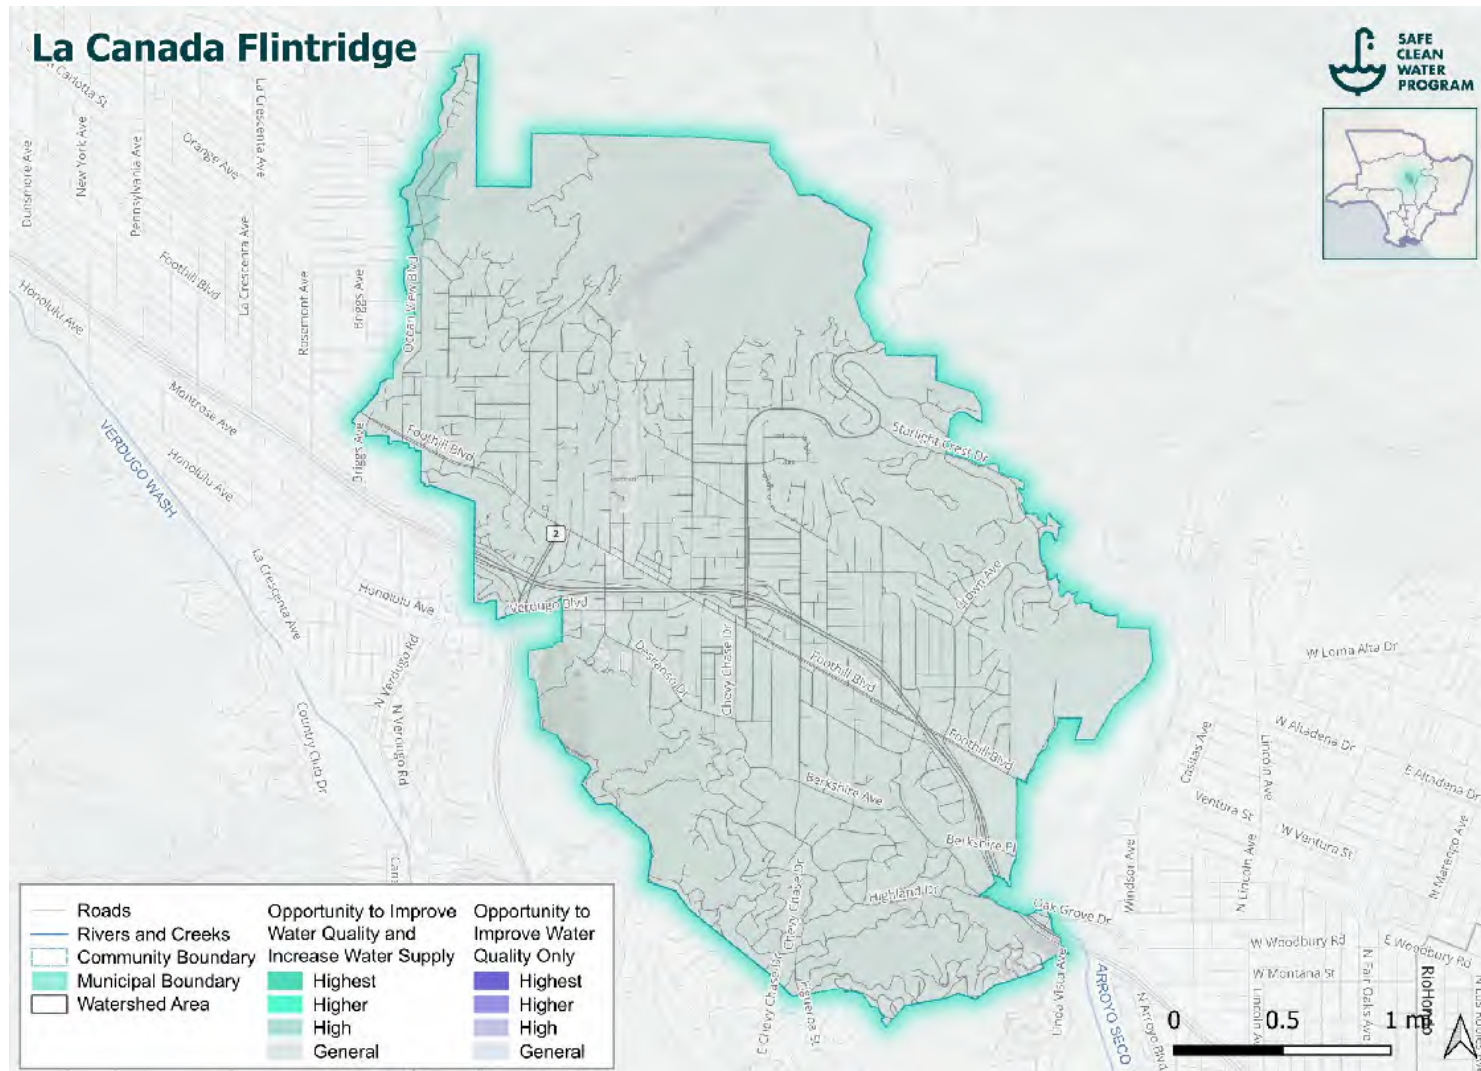 La Canada Flintridge
SAFE
CLEAN
WATER
PROGRAM
La Carlotta St
La Crescenta Ave
Dunsmore Ave
New York Ave
Pennsylvania Ave
Orange Ave
Foothill Blvd
La Crescenta Ave
Rosemont Ave
Briggs Ave
Ocean View Blvd
Honolulu Ave
Montrose Ave
VERDUGO WASH
Honolulu Ave
Briggs Ave
Foothill Blvd
Starlight Crest Dr
2
La Crescenta Ave
Honolulu Ave
Verdugo Blvd
Crown Ave
N Verdugo Rd
Descanso Dr
Chevy Chase Dr
Foothill Blvd
W Loma Alta Dr
Country Club Dr
N Verdugo Rd
Foothill Blvd
Casitas Ave
Lincoln Ave
W Altadena Dr
E Altadena Dr
Berkshire Ave
Ventura St
W Ventura St
Berkshire Pl
Windsor Ave
N Lincoln Ave
N Marengo Ave
Chevy Chase Dr
Highland Dr
Oak Grove Dr
W Woodbury Rd
E Woodbury Rd
W Montana St
E Chevy Chase Dr
Figueroa St
Linda Vista Ave
ARROYO SECO
N Arroyo Blvd
N Fair Oaks Ave
RioHondo
Roads
Rivers and Creeks
Community Boundary
Municipal Boundary
Watershed Area
Opportunity to Improve
Water Quality and
Increase Water Supply
Highest
Higher
High
General
Opportunity to
Improve Water
Quality Only
Highest
Higher
High
General
0 0.5 1 mi